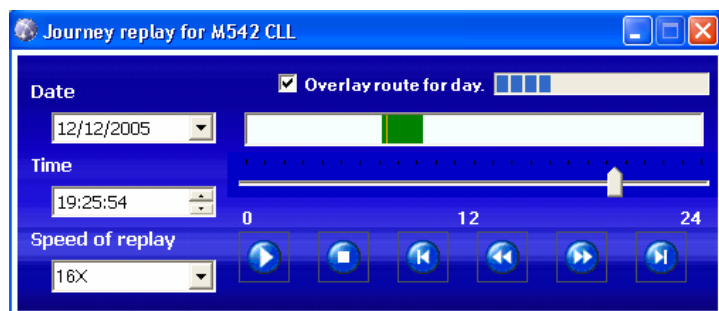 Journey replay for M542 CLL
Date
Overlay route for day.
12/12/2005
Time
19:25:54
0 12 24
Speed of replay
16X